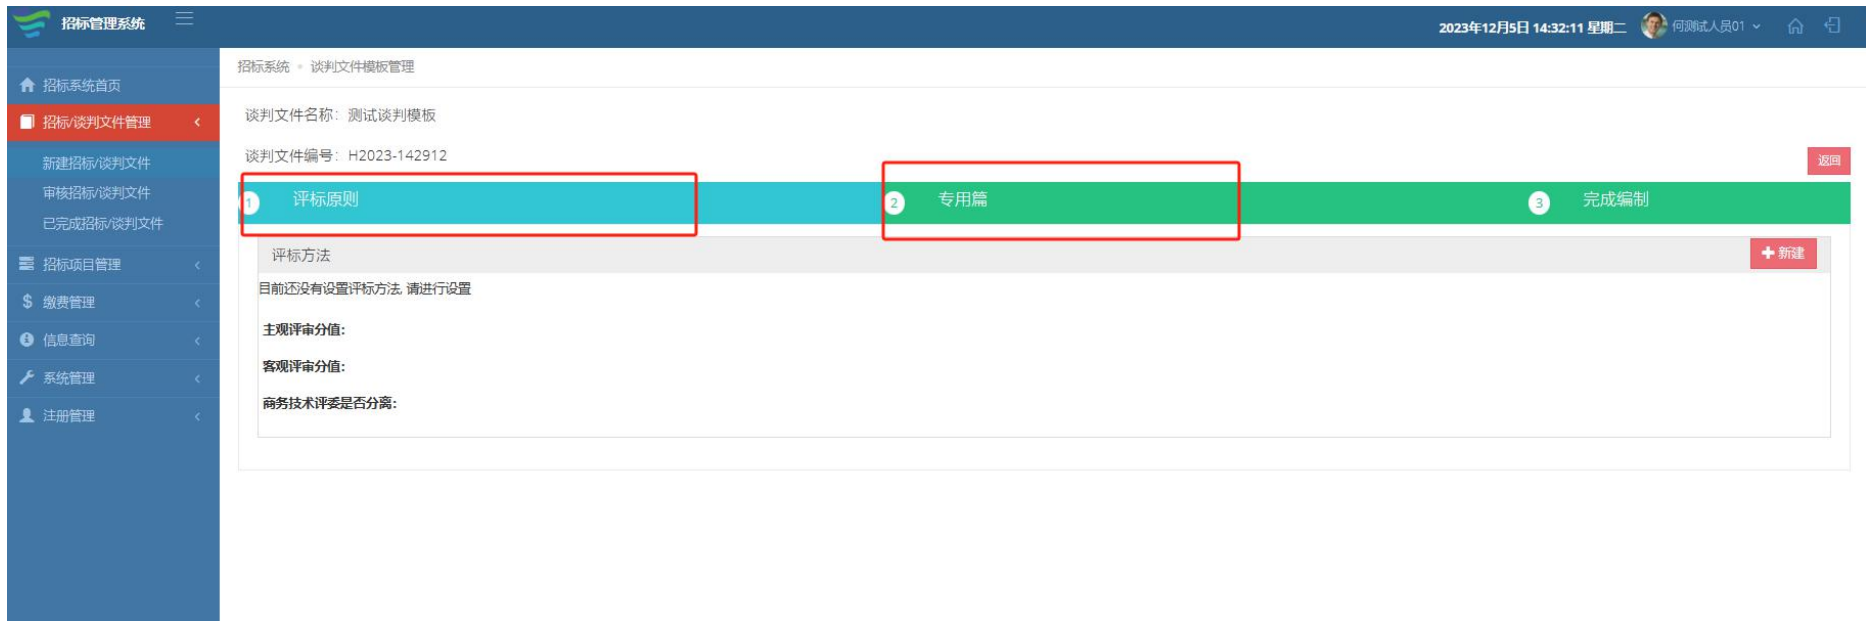 招标管理系统
2023年12月5日 14:32:11 星期二
何测试人员01
招标系统首页
招标/谈判文件管理
新建招标/谈判文件
审核招标/谈判文件
已完成招标/谈判文件
招标项目管理
缴费管理
信息查询
系统管理
注册管理
招标系统 谈判文件模板管理
谈判文件名称: 测试谈判模板
谈判文件编号: H2023-142912
返回
1 评标原则
2 专用篇
3 完成编制
评标方法
新建
目前还没有设置评标方法, 请进行设置
主观评审分值:
客观评审分值:
商务技术评委是否分离: